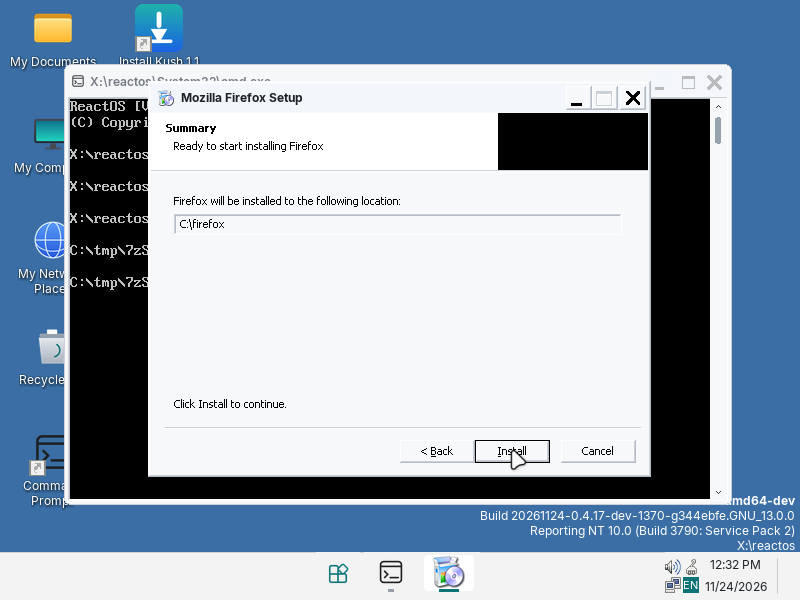 My Documents
Install Kush 1.1
X:\reactos\System32\cmd.exe
Mozilla Firefox Setup
ReactOS [V
(C) Copyri
X:\reactos
X:\reactos
X:\reactos
C:\tmp\7zS
C:\tmp\7zS
Summary
Ready to start installing Firefox
Firefox will be installed to the following location:
C:\firefox
Click Install to continue.
< Back
Install
Cancel
My Comp
My Netw
Place
Recycle
Comma
Promp
md64-dev
Build 20261124-0.4.17-dev-1370-g344ebfe.GNU_13.0.0
Reporting NT 10.0 (Build 3790: Service Pack 2)
X:\reactos
12:32 PM
EN
11/24/2026